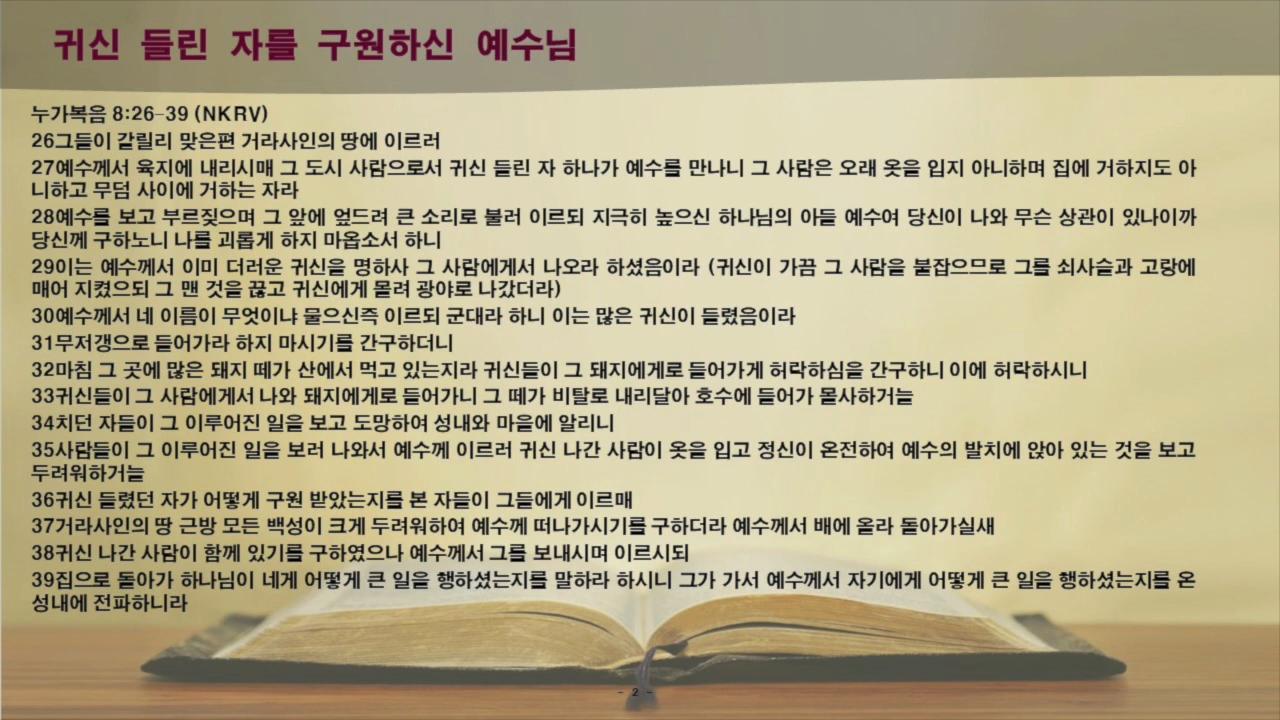 귀신 들린 자를 구원하신 예수님
누가복음 8:26-39 (NKRV)
26그들이 갈릴리 맞은편 거라사인의 땅에 이르러
27예수께서 육지에 내리시매 그 도시 사람으로서 귀신 들린 자 하나가 예수를 만나니 그 사람은 오래 옷을 입지 아니하며 집에 거하지도 아
니하고 무덤 사이에 거하는 자라
28예수를 보고 부르짖으며 그 앞에 엎드려 큰 소리로 불러 이르되 지극히 높으신 하나님의 아들 예수여 당신이 나와 무슨 상관이 있나이까
당신께 구하노니 나를 괴롭게 하지 마옵소서 하니
29이는 예수께서 이미 더러운 귀신을 명하사 그 사람에게서 나오라 하셨음이라 (귀신이 가끔 그 사람을 붙잡으므로 그를 쇠사슬과 고랑에
매어 지켰으되 그 맨 것을 끊고 귀신에게 몰려 광야로 나갔더라)
30예수께서 네 이름이 무엇이냐 물으신즉 이르되 군대라 하니 이는 많은 귀신이 들렸음이라
31무저갱으로 들어가라 하지 마시기를 간구하더니
32마침 그 곳에 많은 돼지 떼가 산에서 먹고 있는지라 귀신들이 그 돼지에게로 들어가게 허락하심을 간구하니 이에 허락하시니
33귀신들이 그 사람에게서 나와 돼지에게로 들어가니 그 떼가 비탈로 내리달아 호수에 들어가 몰사하거늘
34치던 자들이 그 이루어진 일을 보고 도망하여 성내와 마을에 알리니
35사람들이 그 이루어진 일을 보러 나와서 예수께 이르러 귀신 나간 사람이 옷을 입고 정신이 온전하여 예수의 발치에 앉아 있는 것을 보고
두려워하거늘
36귀신 들렸던 자가 어떻게 구원 받았는지를 본 자들이 그들에게 이르매
37거라사인의 땅 근방 모든 백성이 크게 두려워하여 예수께 떠나가시기를 구하더라 예수께서 배에 올라 돌아가실새
38귀신 나간 사람이 함께 있기를 구하였으나 예수께서 그를 보내시며 이르시되
39집으로 돌아가 하나님이 네게 어떻게 큰 일을 행하셨는지를 말하라 하시니 그가 가서 예수께서 자기에게 어떻게 큰 일을 행하셨는지를 온
성내에 전파하니라
- 2 -